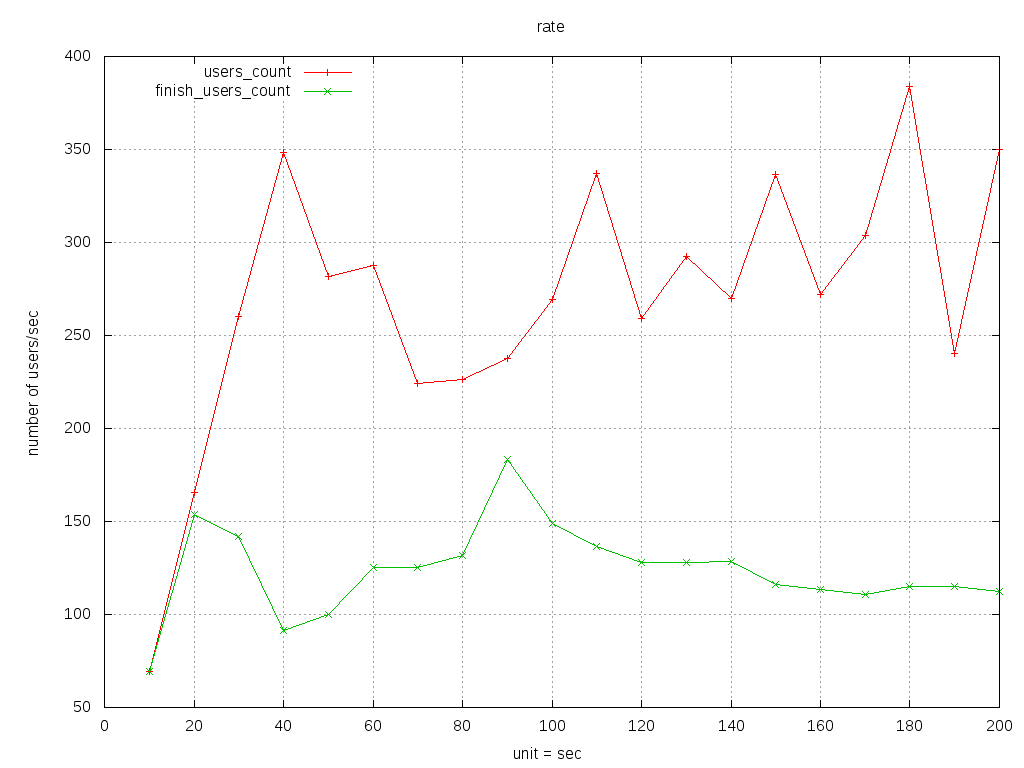 rate
400
350
300
250
200
150
100
50
number of users/sec
users_count
finish_users_count
0 20 40 60 80 100 120 140 160 180 200
unit = sec